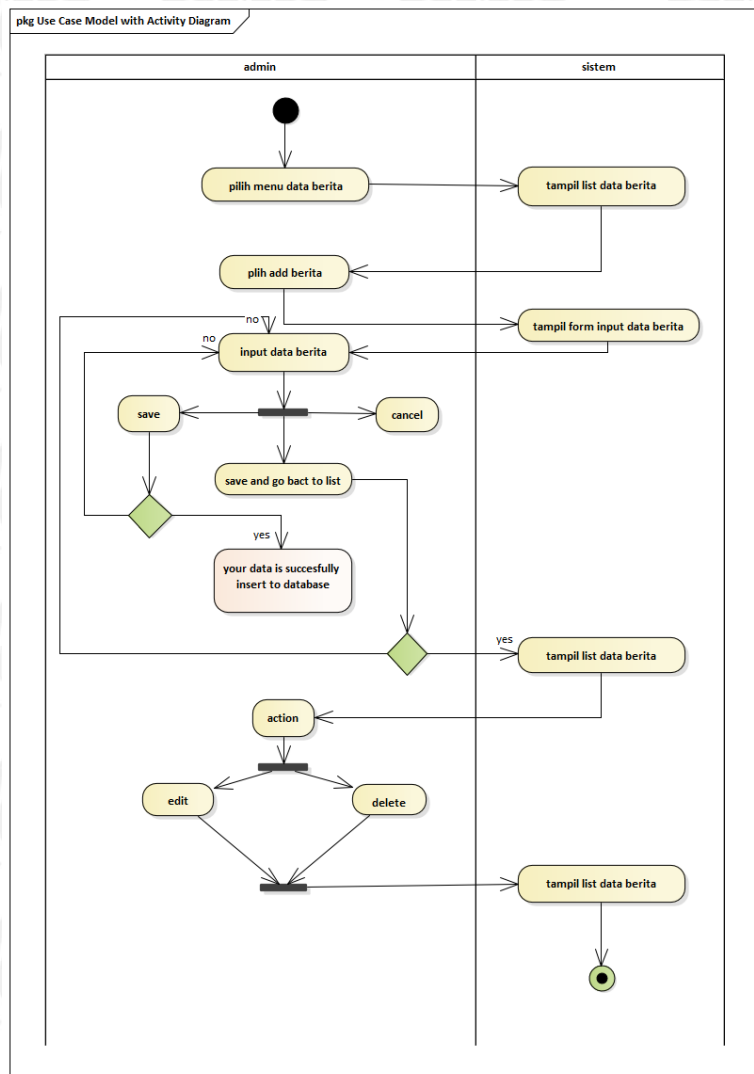 pkg Use Case Model with Activity Diagram
admin
sistem
pilih menu data berita
tampil list data berita
plih add berita
tampil form input data berita
no
no
input data berita
save
cancel
save and go bact to list
yes
your data is succesfully
insert to database
yes
tampil list data berita
action
edit
delete
tampil list data berita